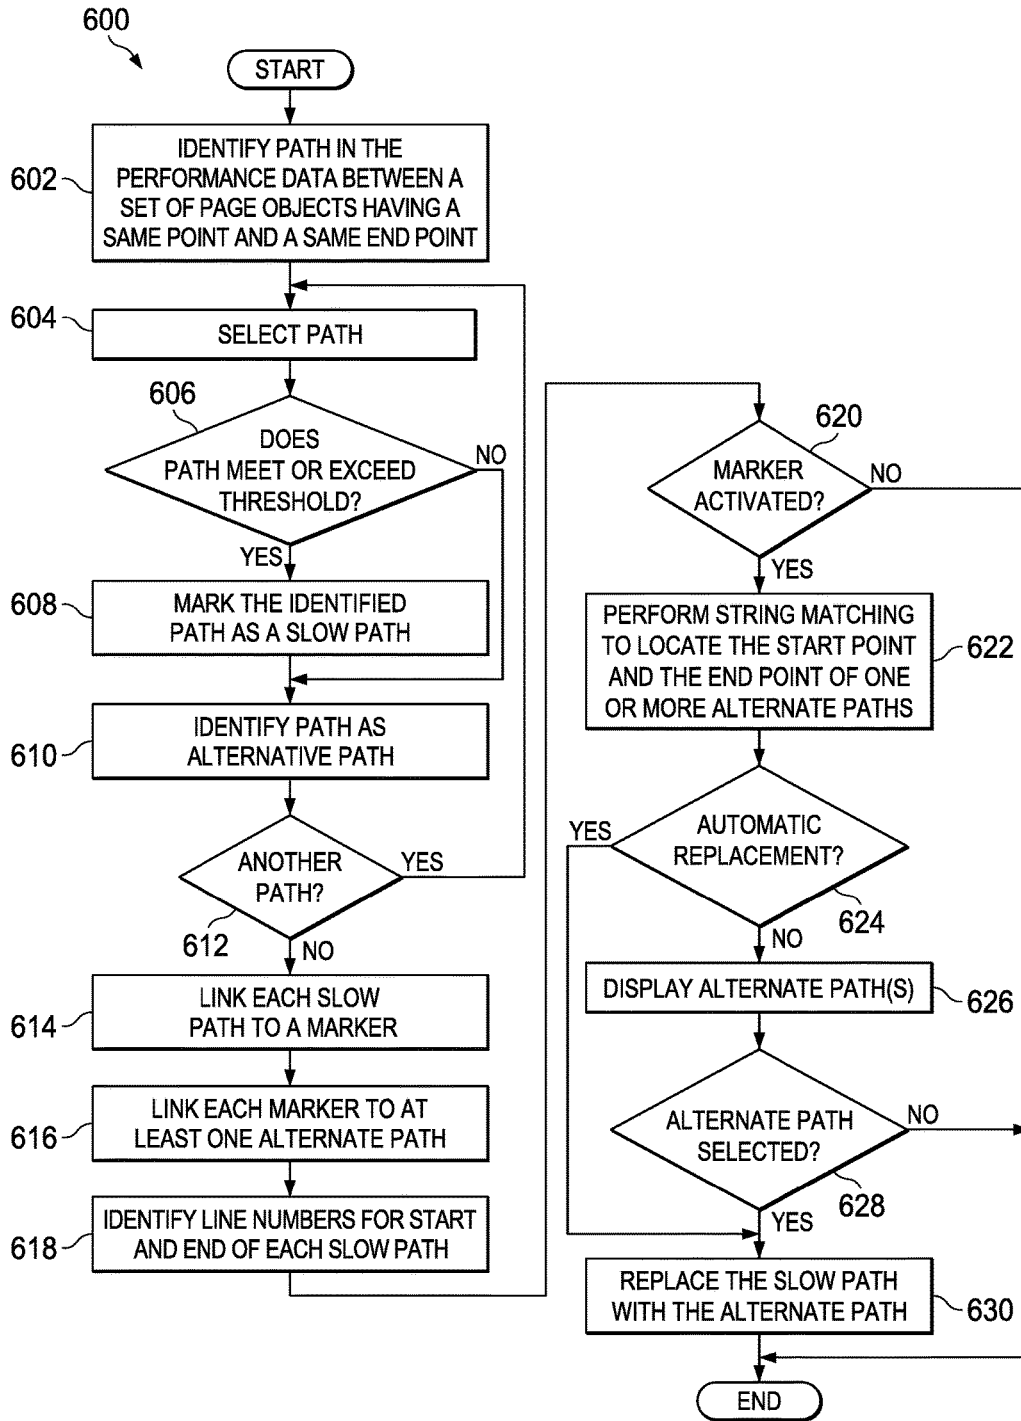 600
START
602
IDENTIFY PATH IN THE
PERFORMANCE DATA BETWEEN A
SET OF PAGE OBJECTS HAVING A
SAME POINT AND A SAME END POINT
604
SELECT PATH
606
DOES
PATH MEET OR EXCEED
THRESHOLD?
NO
YES
608
MARK THE IDENTIFIED
PATH AS A SLOW PATH
610
IDENTIFY PATH AS
ALTERNATIVE PATH
ANOTHER
PATH?
YES
612
NO
614
LINK EACH SLOW
PATH TO A MARKER
616
LINK EACH MARKER TO AT
LEAST ONE ALTERNATE PATH
618
IDENTIFY LINE NUMBERS FOR START
AND END OF EACH SLOW PATH
620
MARKER
ACTIVATED?
NO
YES
PERFORM STRING MATCHING
TO LOCATE THE START POINT
AND THE END POINT OF ONE
OR MORE ALTERNATE PATHS
622
YES
AUTOMATIC
REPLACEMENT?
624
NO
DISPLAY ALTERNATE PATH(S)
626
ALTERNATE PATH
SELECTED?
NO
628
YES
REPLACE THE SLOW PATH
WITH THE ALTERNATE PATH
630
END